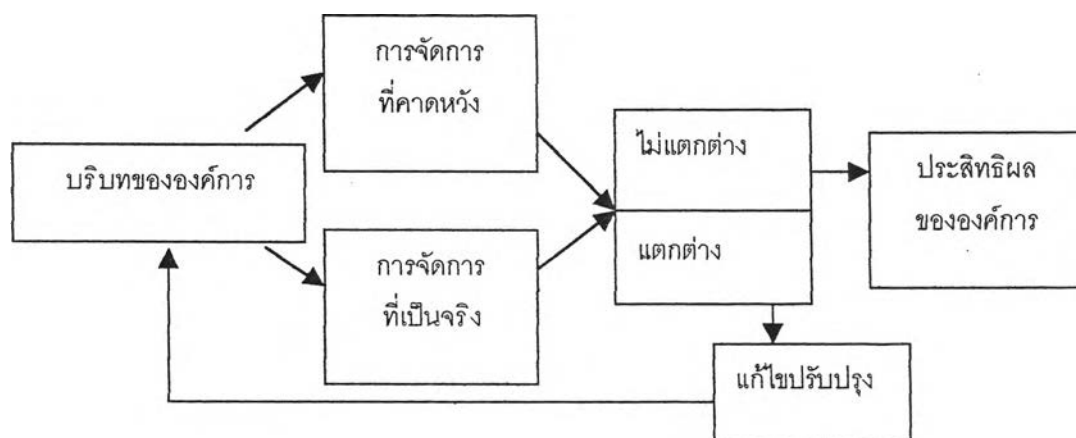 การจัดการ
ที่คาดหวัง
บริบทขององค์การ
การจัดการ
ที่เป็นจริง
ไม่แตกต่าง
แตกต่าง
ประสิทธิผล
ขององค์การ
แก้ไขปรับปรุง